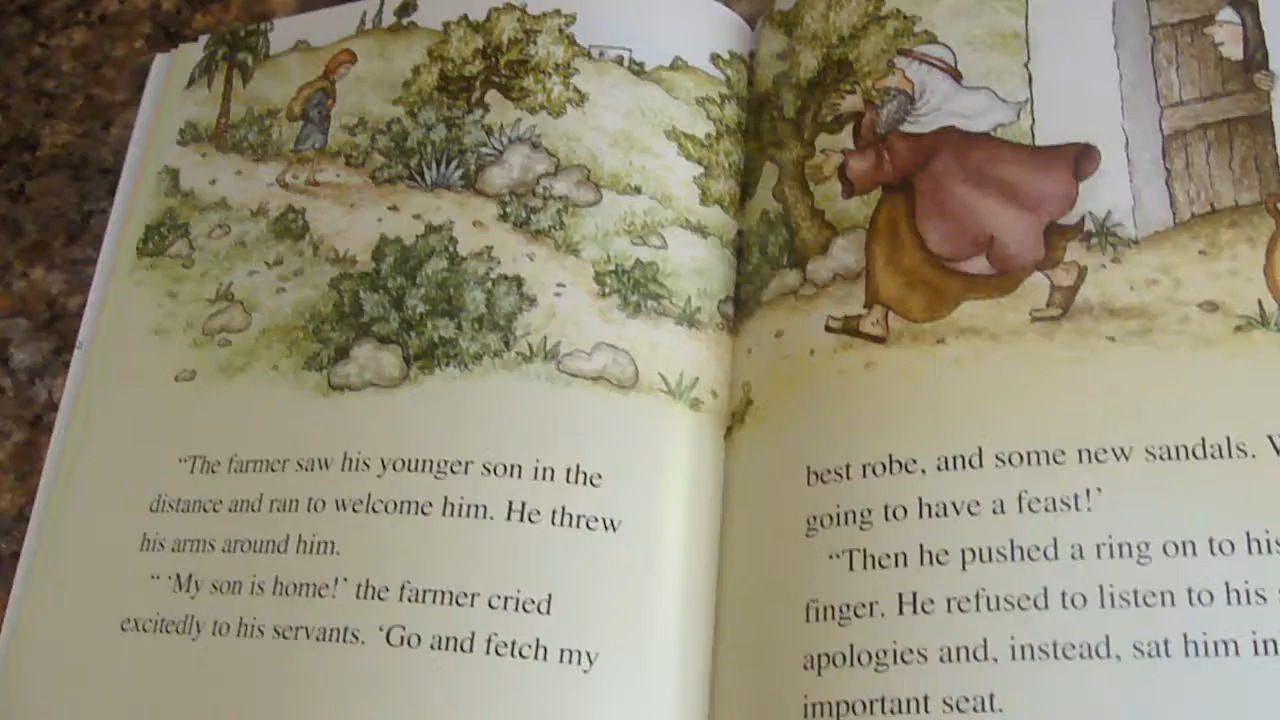 “The farmer saw his younger son in the
distance and ran to welcome him. He threw
his arms around him.
“ ‘My son is home!’ the farmer cried
excitedly to his servants. ‘Go and fetch my
best robe, and some new sandals.
going to have a feast!’
“Then he pushed a ring on to his
finger. He refused to listen to his
apologies and, instead, sat him in
important seat.